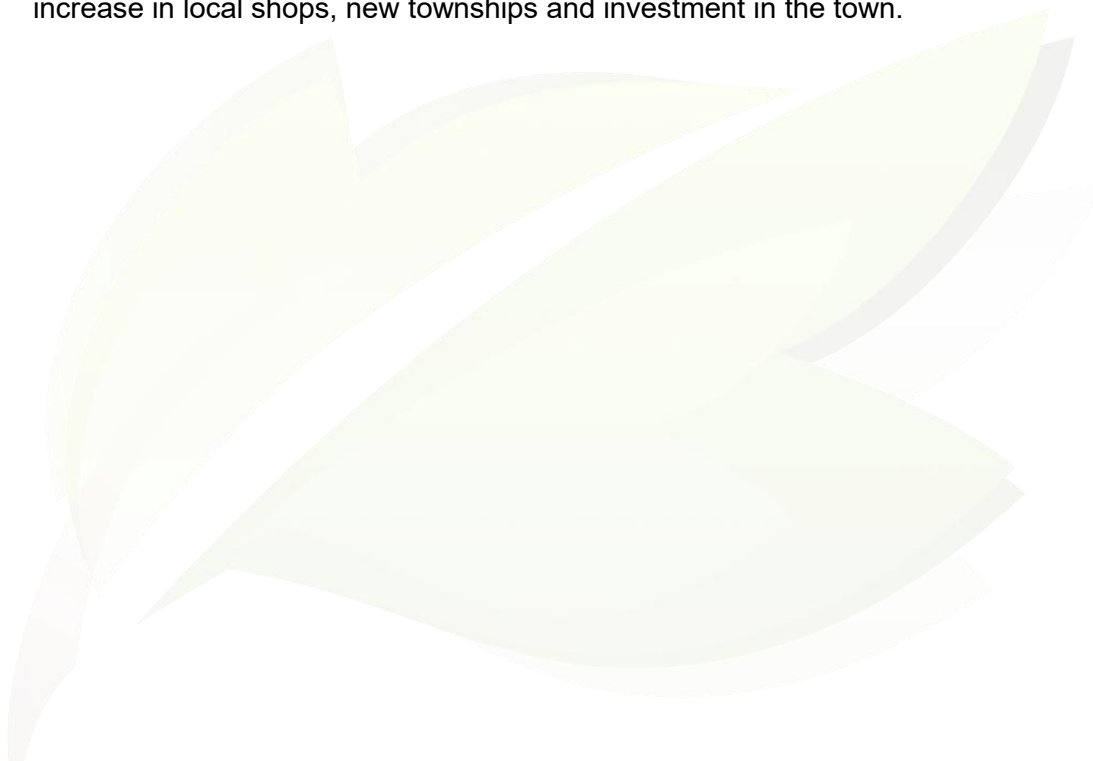 increase in local shops, new townships and investment in the town.